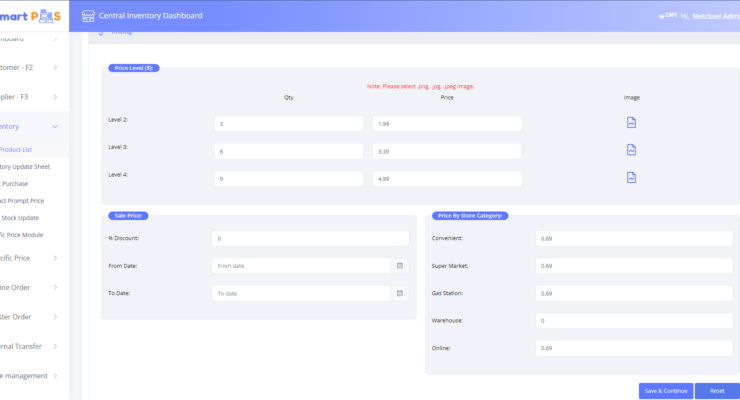 mart POS
Central Inventory Dashboard
2301 Hi, Netclues Admi
Pricing
tomer - F2
plier - F3
entory
Product List
tory Update Sheet
Purchase
uct Prompt Price
Stock Update
fic Price Module
cific Price
ine Order
ster Order
rnal Transfer
e management
Price Level ($):
Note: Please select .png, .jpg, .jpeg image.
Qty Price Image
Level 2: 3 1.99
Level 3: 6 3.39
Level 4: 9 4.99
Sale Price:
% Discount: 0
From Date: From date
To Date: To date
Price By Store Category:
Convenient: 0.69
Super Market: 0.69
Gas Station: 0.69
Warehouse: 0
Online: 0.69
Save & Continue Reset